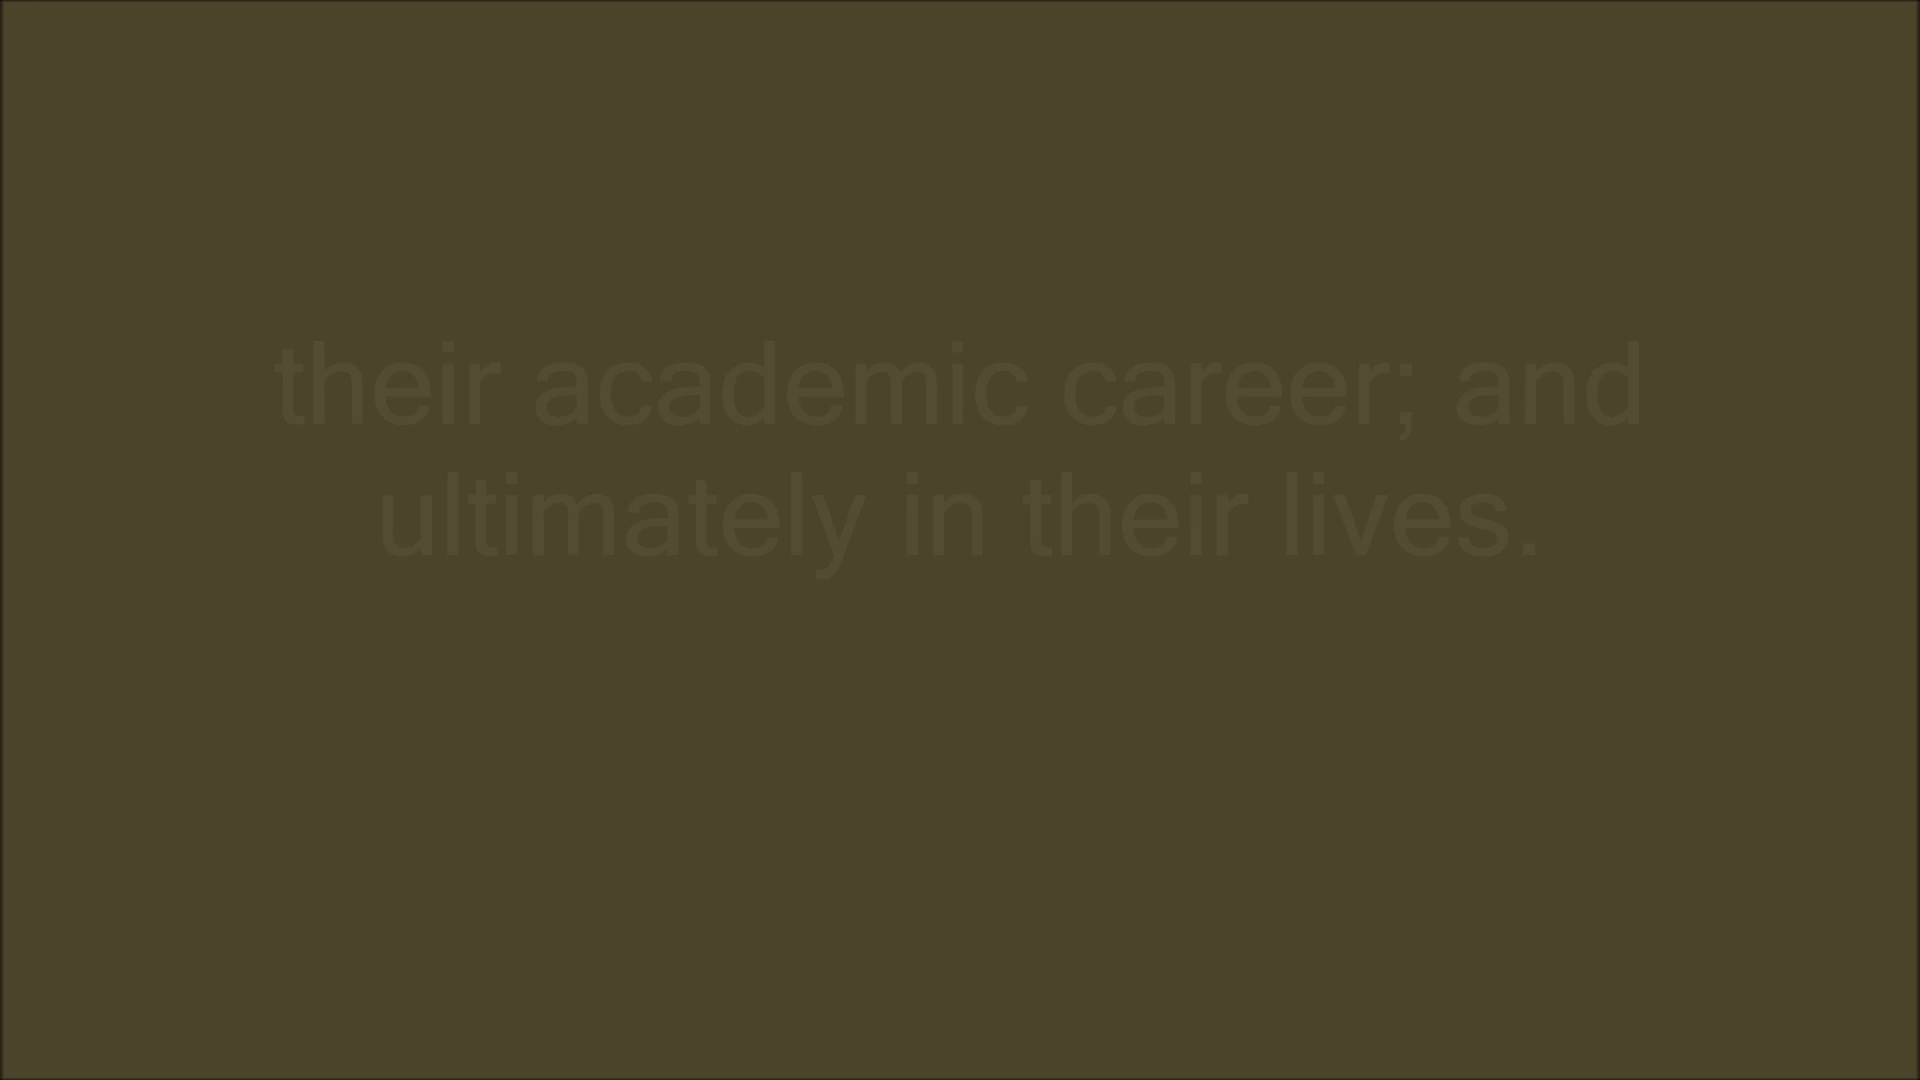 their academic career; and
ultimately in their lives.